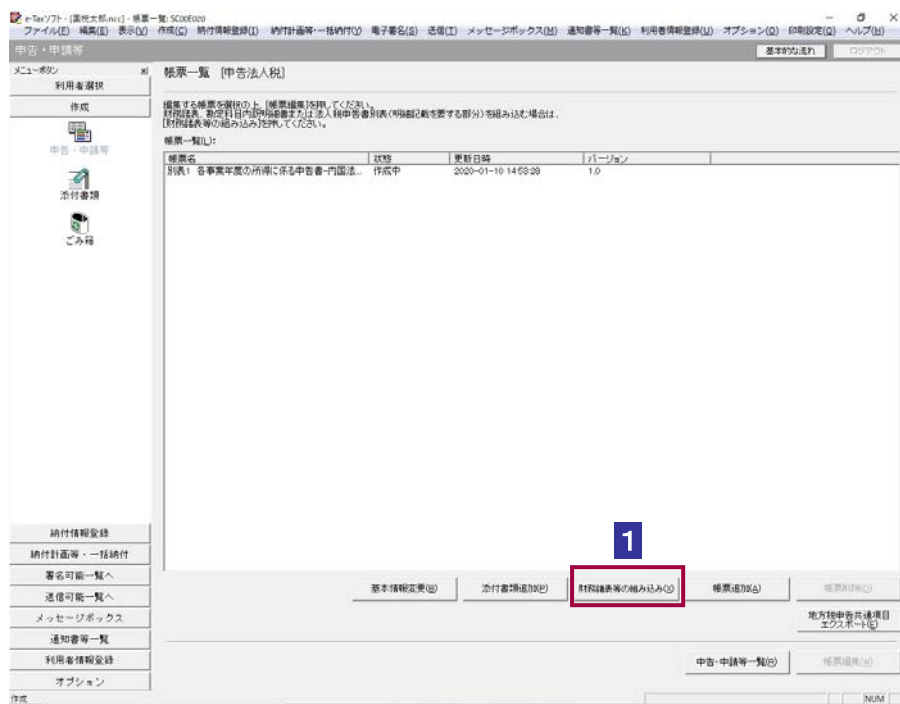 e-Taxソフト - [国税太郎.ncc] - 帳票一覧: SC00E020
ファイル(F) 編集(E) 表示(V) 作成(C) 納付情報登録(I) 納付計画等・一括納付(Y) 電子署名(S) 送信(T) メッセージボックス(M) 通知書等一覧(K) 利用者情報登録(U) オプション(O) 印刷設定(Q) ヘルプ(H)
申告・申請等
基本的な流れ
ログアウト
メニューボタン
利用者選択
作成
申告・申請等
添付書類
ごみ箱
納付情報登録
納付計画等・一括納付
署名可能一覧へ
送信可能一覧へ
メッセージボックス
通知書等一覧
利用者情報登録
オプション
帳票一覧 [申告法人税]
編集する帳票を選択の上、[帳票編集]を押してください。
財務諸表、勘定科目内訳明細書または法人税申告書別表(明細記載を要する部分)を組み込む場合は、
[財務諸表等の組み込み]を押してください。
帳票一覧(L):
帳票名 状態 更新日時 バージョン
別表1 各事業年度の所得に係る申告書-内国法... 作成中 2020-01-10 14:53:28 1.0
1
基本情報変更(B) 添付書類追加(P) 財務諸表等の組み込み(X) 帳票追加(A) 帳票削除(D)
地方税申告共通項目
エクスポート(E)
申告・申請等一覧(R) 帳票編集(W)
作成
NUM